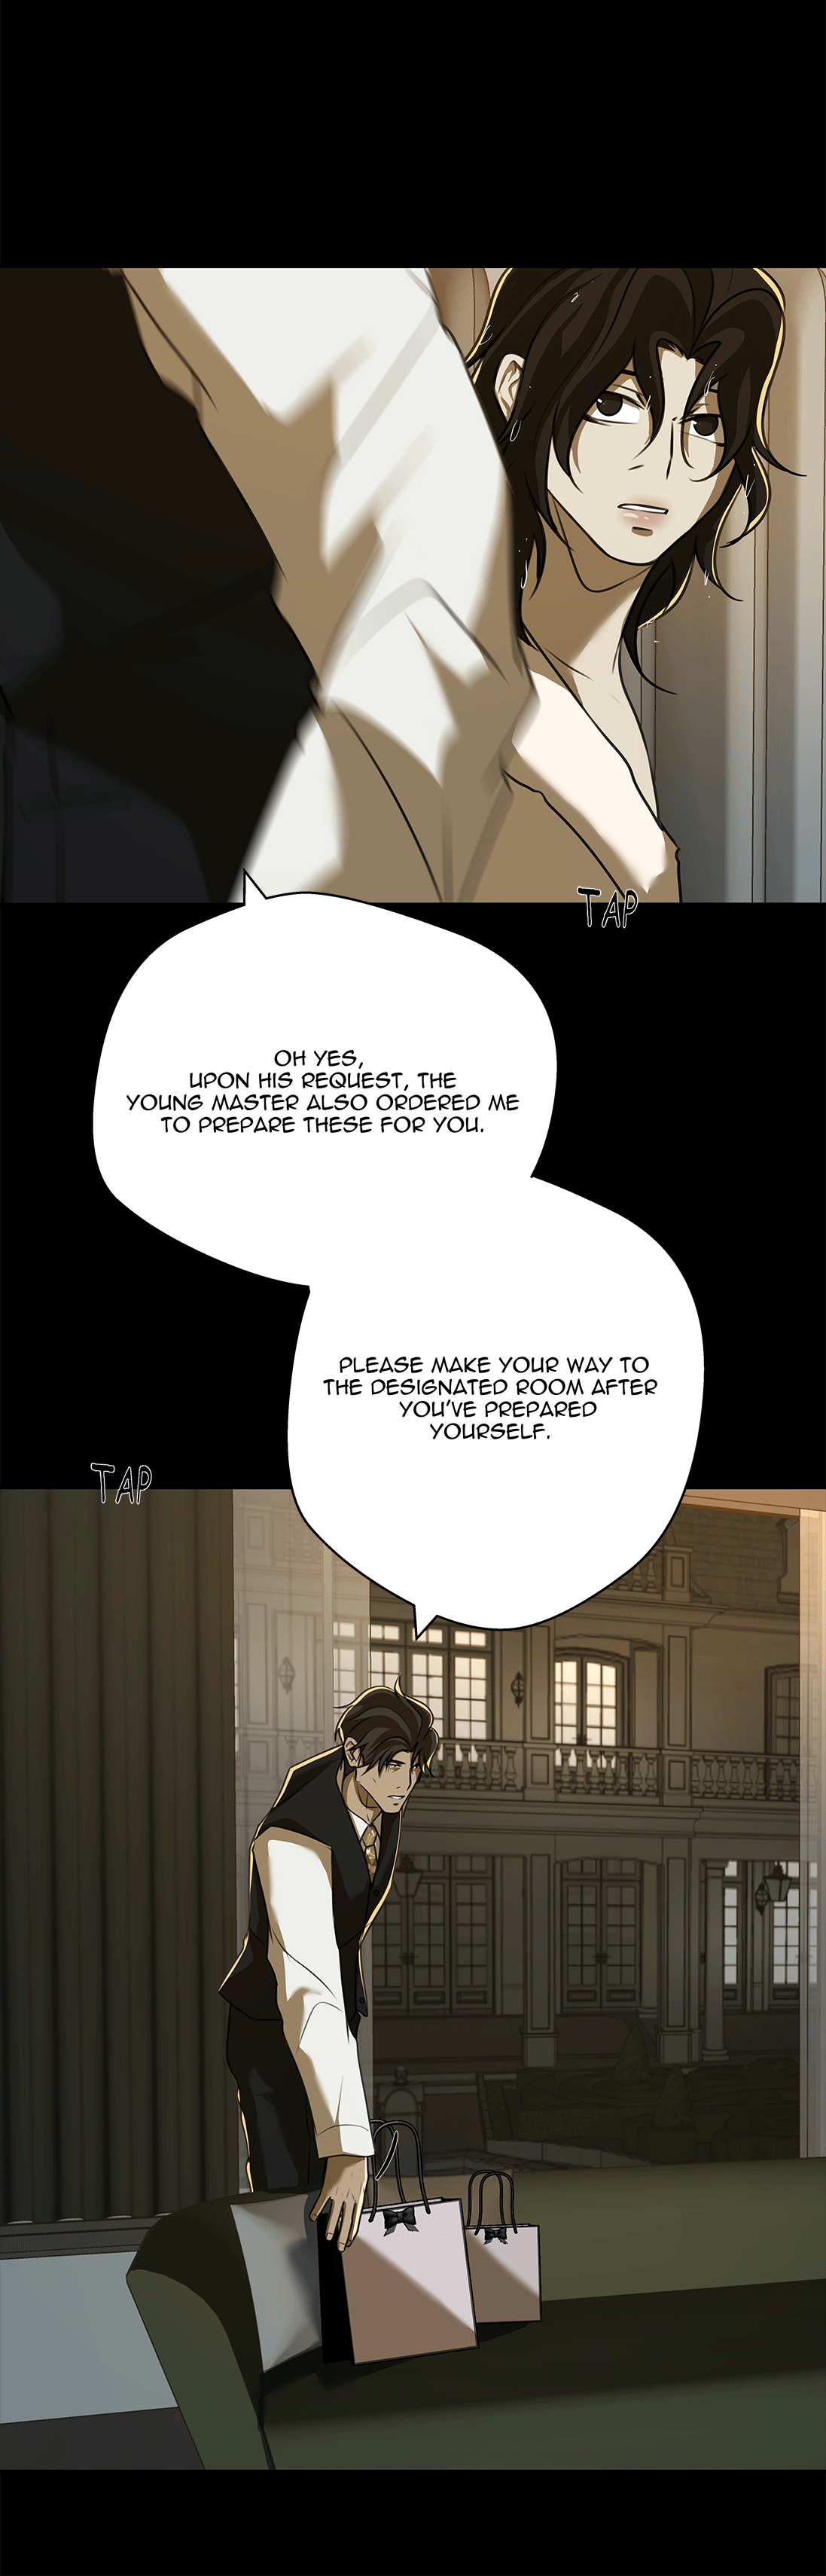 TAP
OH YES,
UPON HIS REQUEST, THE
YOUNG MASTER ALSO ORDERED ME
TO PREPARE THESE FOR YOU.
PLEASE MAKE YOUR WAY TO
THE DESIGNATED ROOM AFTER
YOU'VE PREPARED
YOURSELF.
TAP